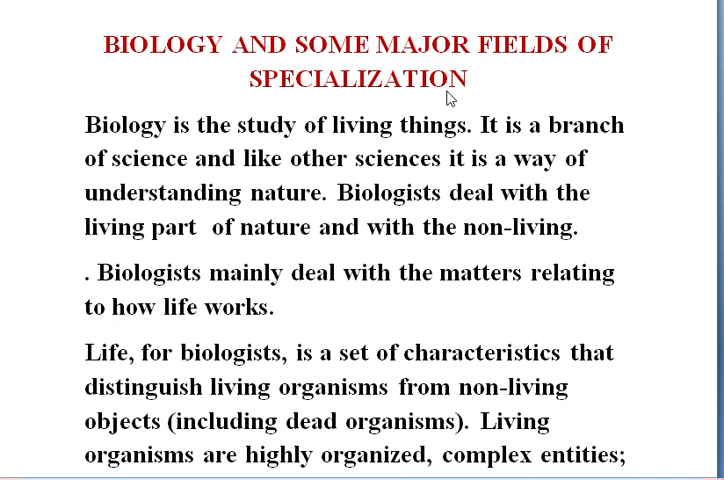 BIOLOGY AND SOME MAJOR FIELDS OF
SPECIALIZATION
Biology is the study of living things. It is a branch
of science and like other sciences it is a way of
understanding nature. Biologists deal with the
living part of nature and with the non-living.
. Biologists mainly deal with the matters relating
to how life works.
Life, for biologists, is a set of characteristics that
distinguish living organisms from non-living
objects (including dead organisms). Living
organisms are highly organized, complex entities;